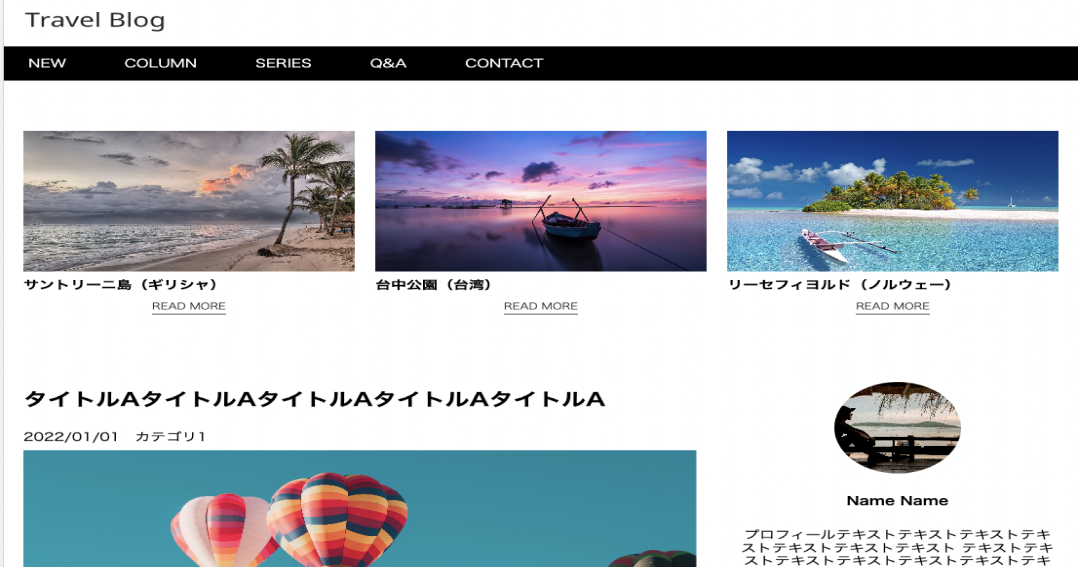 Travel Blog
NEW COLUMN SERIES Q&A CONTACT
サントリーニ島（ギリシャ） 台中公園（台湾） リーセフィヨルド（ノルウェー）
READ MORE READ MORE READ MORE
タイトルAタイトルAタイトルAタイトルAタイトルA
2022/01/01 カテゴリ1
Name Name
プロフィールテキストテキストテキストテキ
ストテキストテキストテキスト テキストテキ
ストテキストテキストテキストテキストテキ